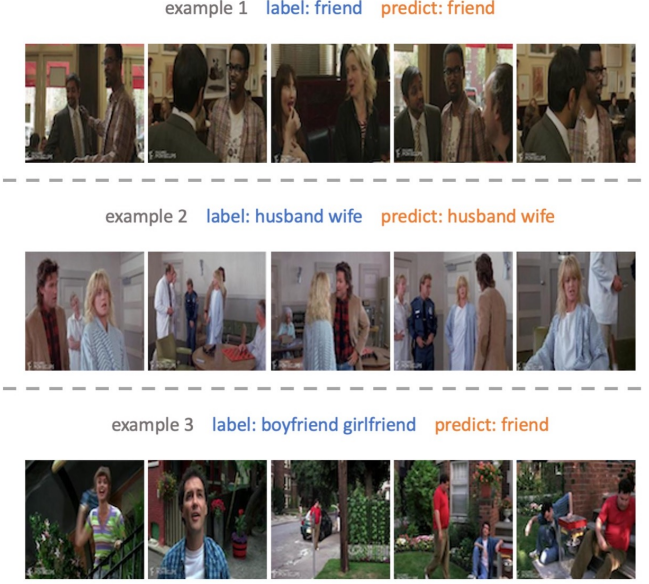 example 1 label: friend predict: friend
example 2 label: husband wife predict: husband wife
example 3 label: boyfriend girlfriend predict: friend